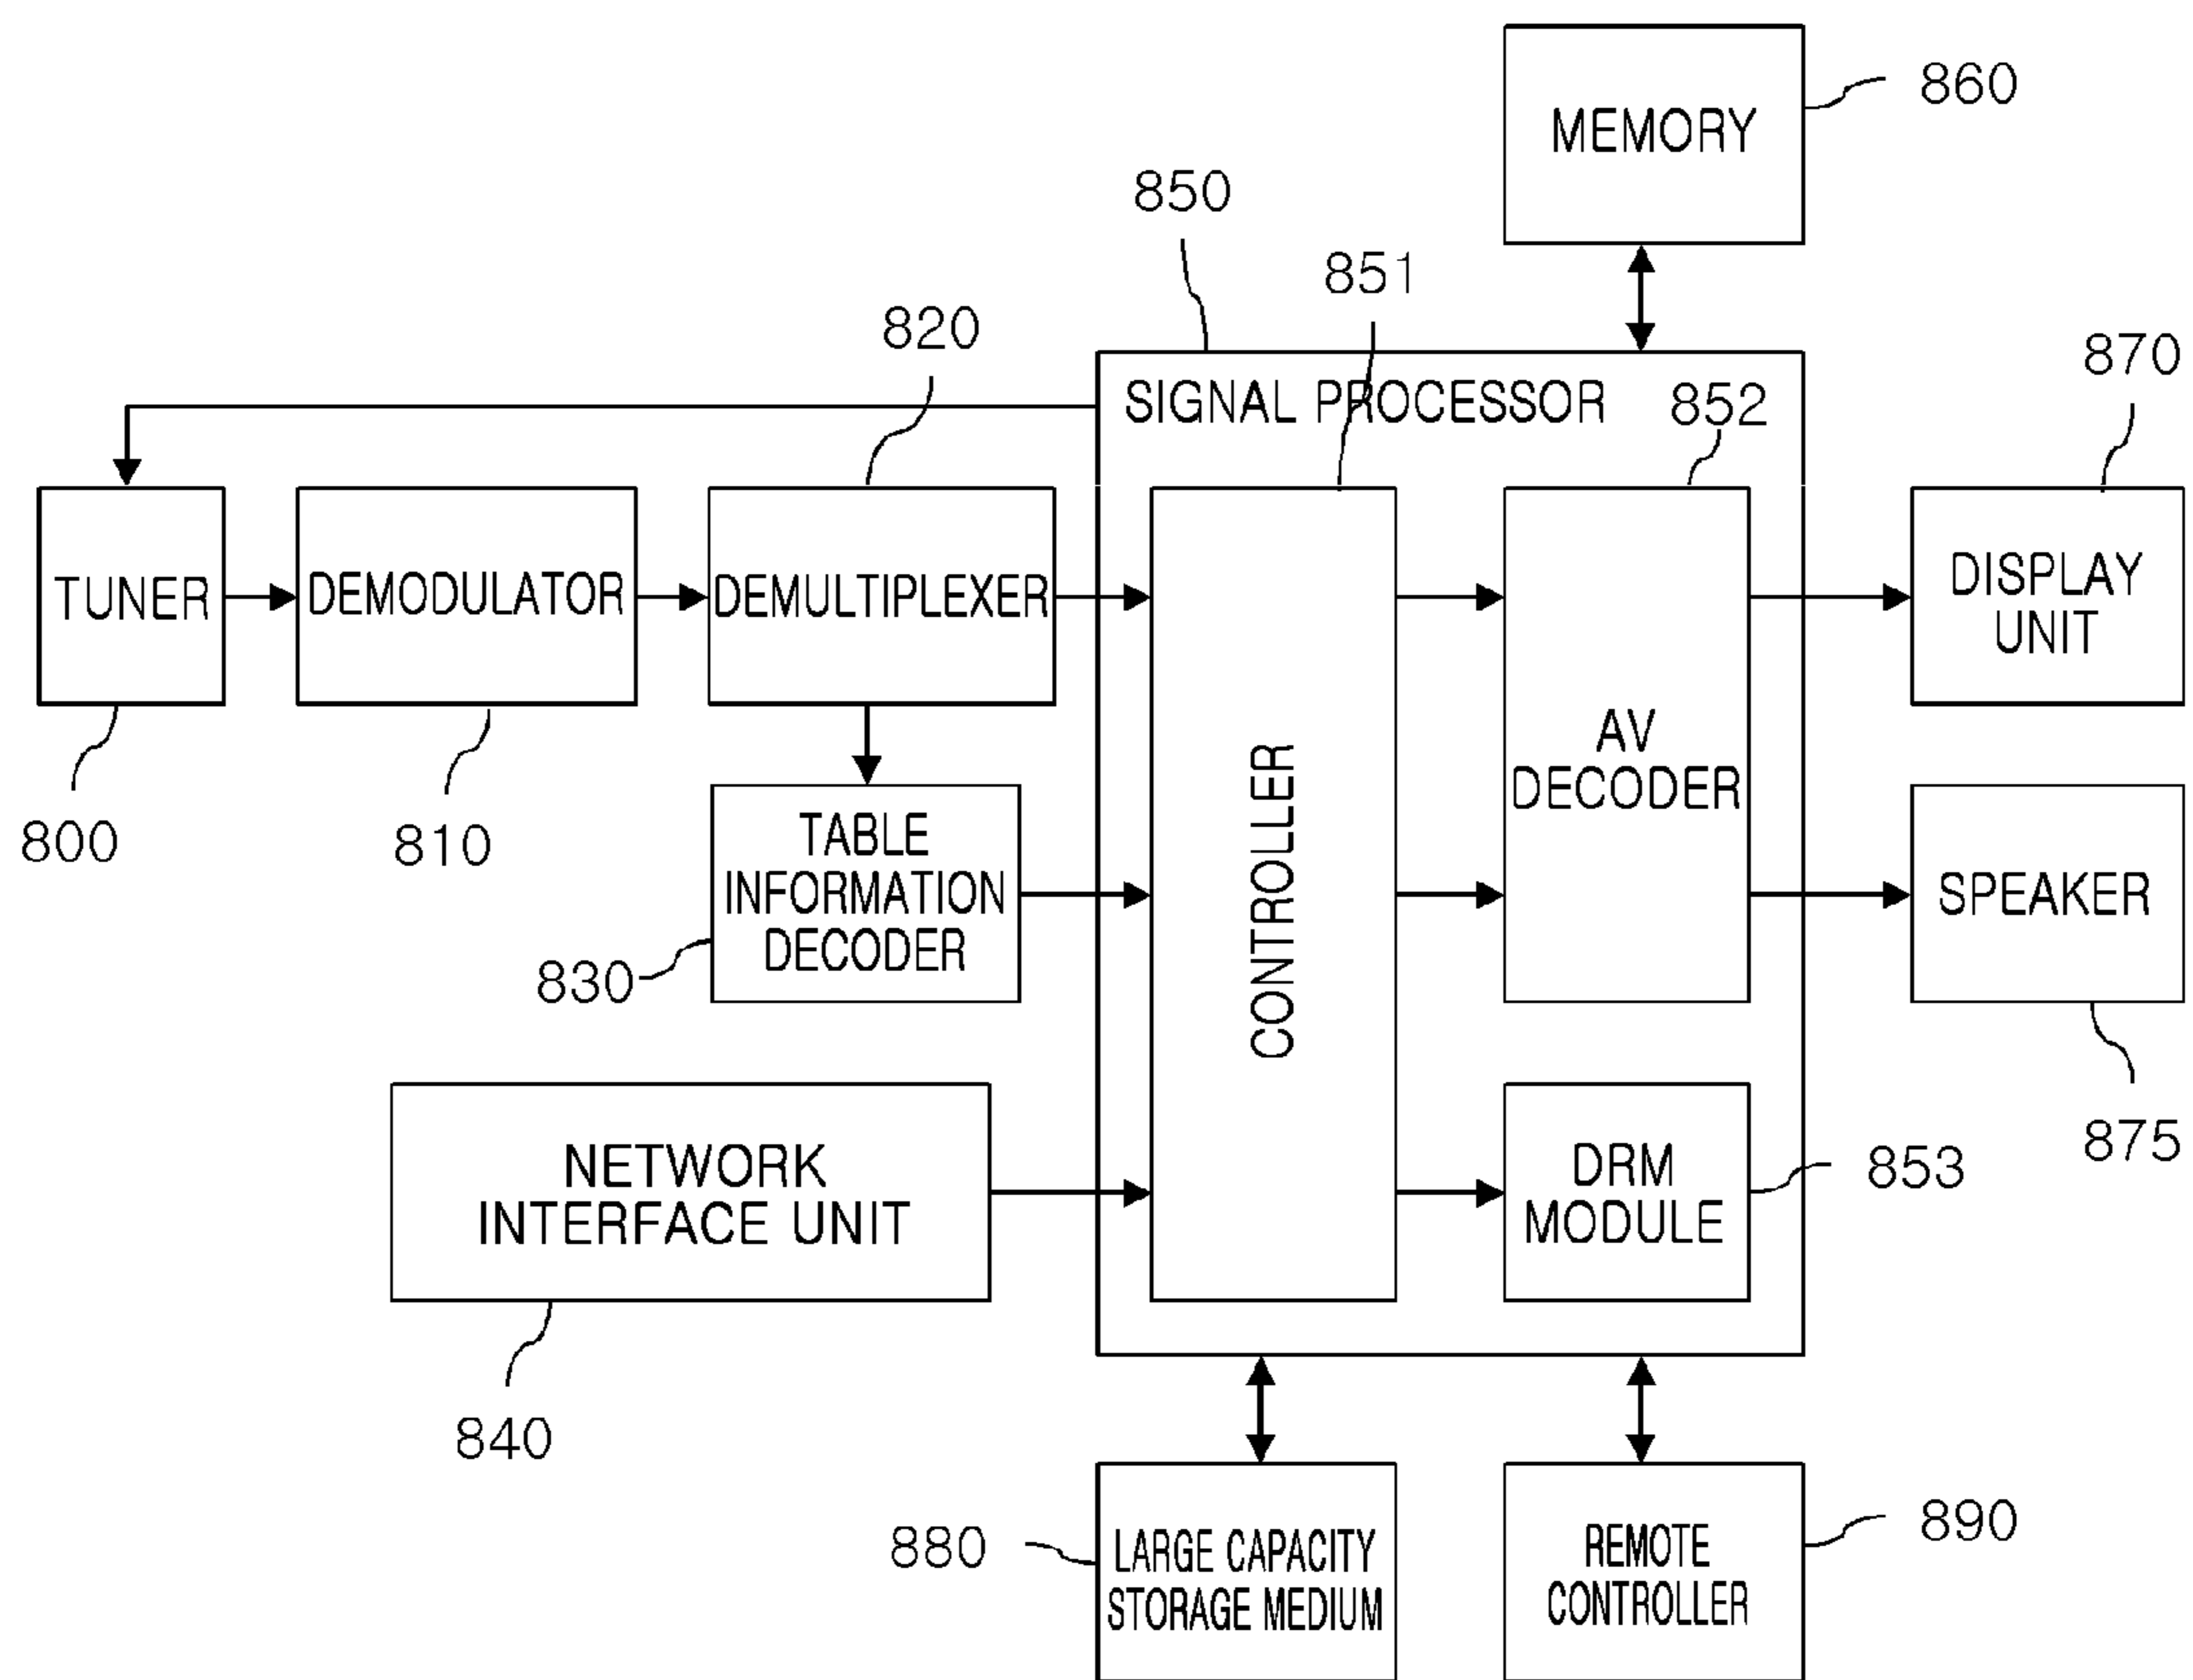 860
MEMORY
850
851
820
870
SIGNAL PROCESSOR
852
TUNER
DEMODULATOR
DEMULTIPLEXER
DISPLAY
UNIT
AV
DECODER
CONTROLLER
800
810
TABLE
INFORMATION
DECODER
830
SPEAKER
875
NETWORK
INTERFACE UNIT
DRM
MODULE
853
840
880
LARGE CAPACITY
STORAGE MEDIUM
REMOTE
CONTROLLER
890